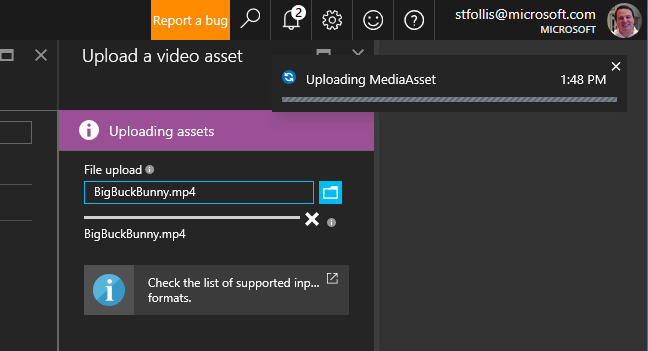 Report a bug
2
stfollis@microsoft.com
MICROSOFT
Upload a video asset
Uploading MediaAsset
1:48 PM
Uploading assets
File upload
BigBuckBunny.mp4
BigBuckBunny.mp4
Check the list of supported inp...
formats.